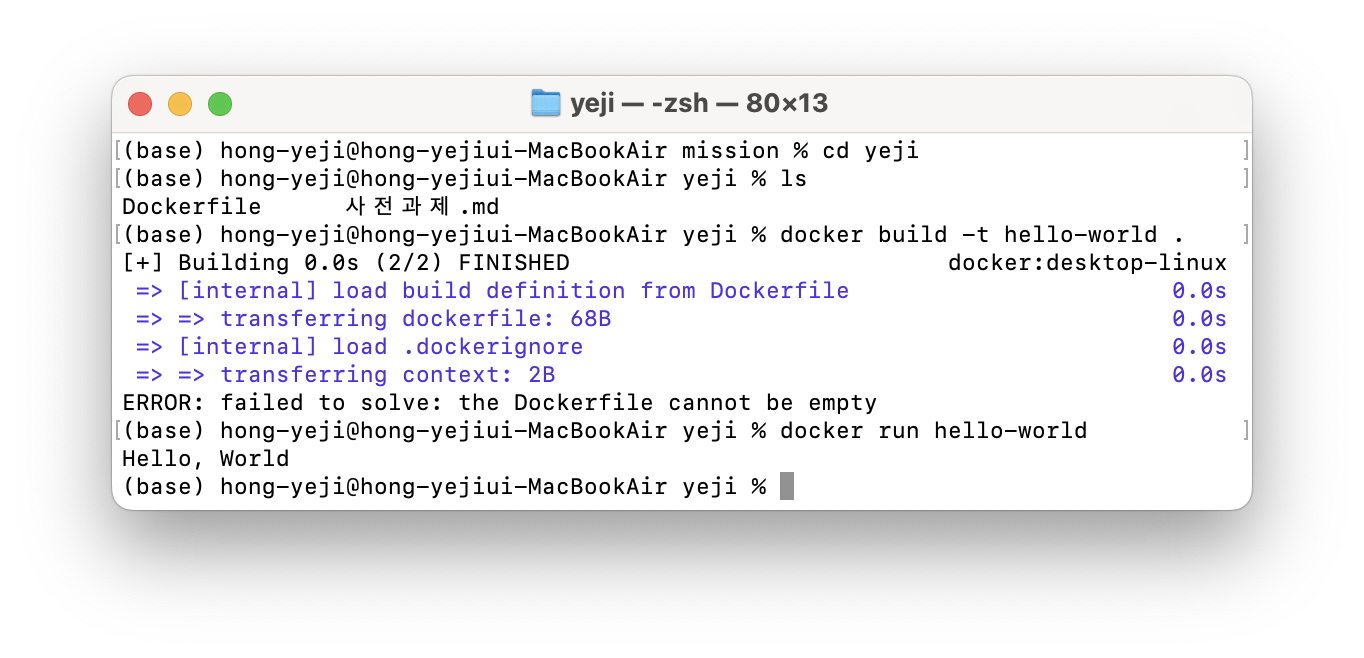 yeji — -zsh — 80×13
[(base) hong-yeji@hong-yejiui-MacBookAir mission % cd yeji ]
[(base) hong-yeji@hong-yejiui-MacBookAir yeji % ls ]
Dockerfile 사전과제.md
[(base) hong-yeji@hong-yejiui-MacBookAir yeji % docker build -t hello-world . ]
[+] Building 0.0s (2/2) FINISHED docker:desktop-linux
=> [internal] load build definition from Dockerfile 0.0s
=> => transferring dockerfile: 68B 0.0s
=> [internal] load .dockerignore 0.0s
=> => transferring context: 2B 0.0s
ERROR: failed to solve: the Dockerfile cannot be empty
[(base) hong-yeji@hong-yejiui-MacBookAir yeji % docker run hello-world ]
Hello, World
(base) hong-yeji@hong-yejiui-MacBookAir yeji %